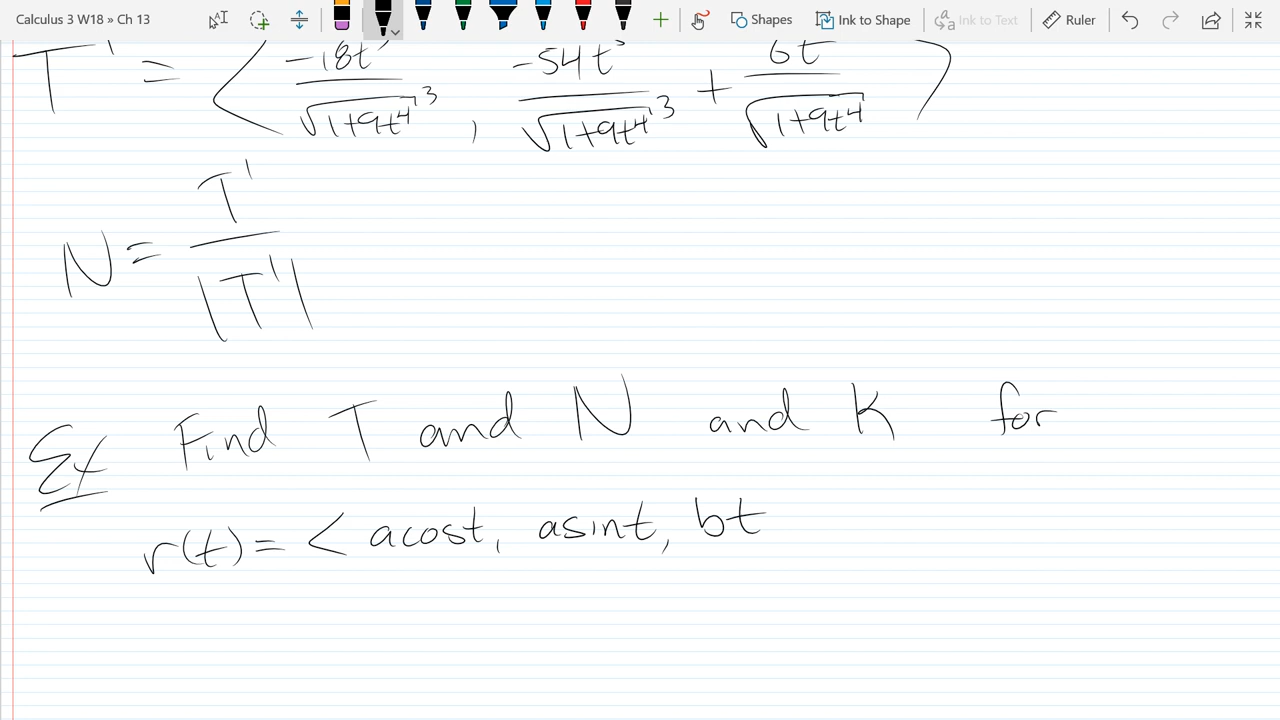 Calculus 3 W18 » Ch 13
Shapes
Ink to Shape
Ink to Text
Ruler
T' = < -18t / √1+9t⁴ ³ , -54t / √1+9t⁴ ³ + 6t / √1+9t⁴ >
N = T' / |T'|
Ex Find T and N and K for
r(t) = < acost, asint, bt